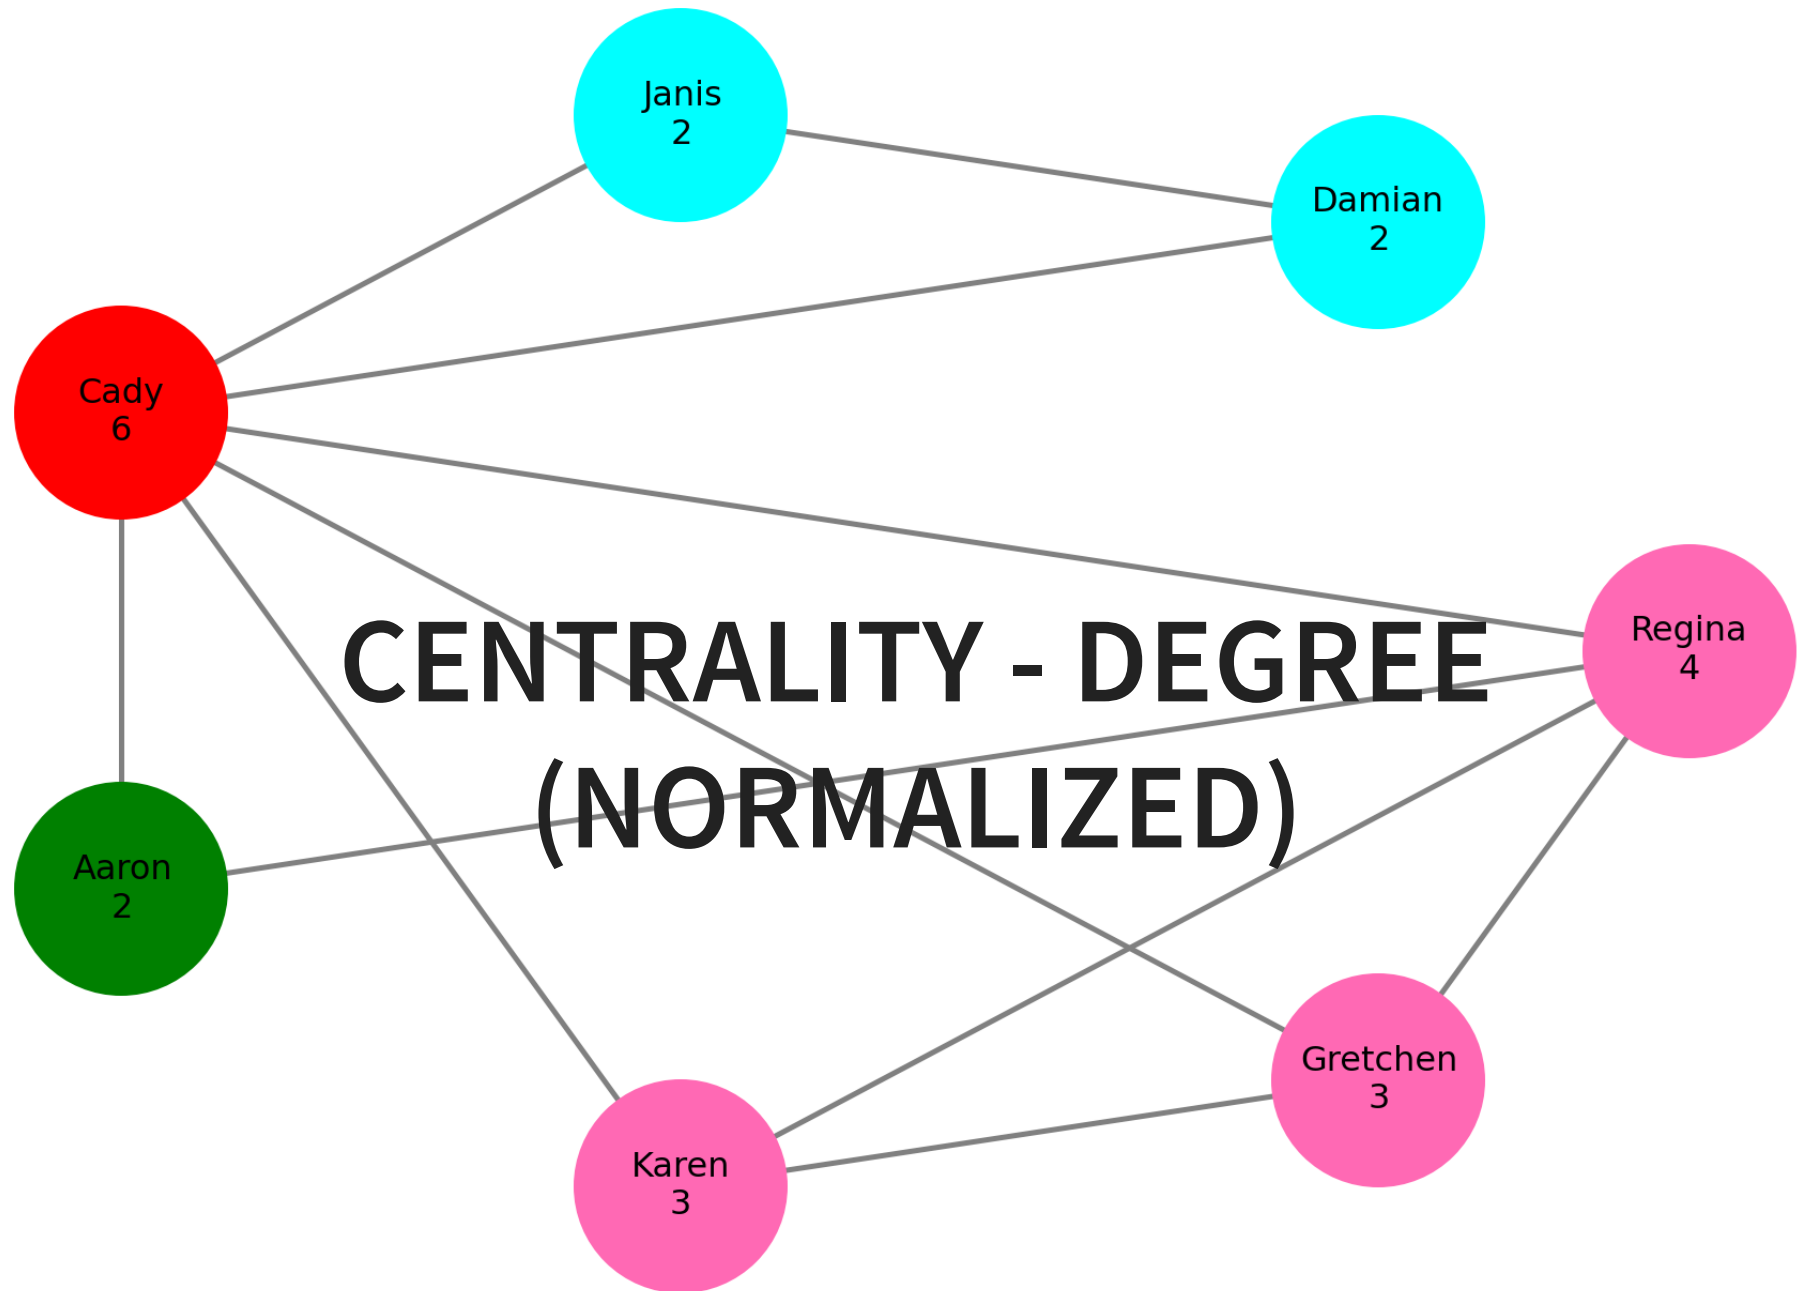 Janis
2
Damian
2
Cady
6
CENTRALITY - DEGREE
(NORMALIZED)
Regina
4
Aaron
2
Gretchen
3
Karen
3